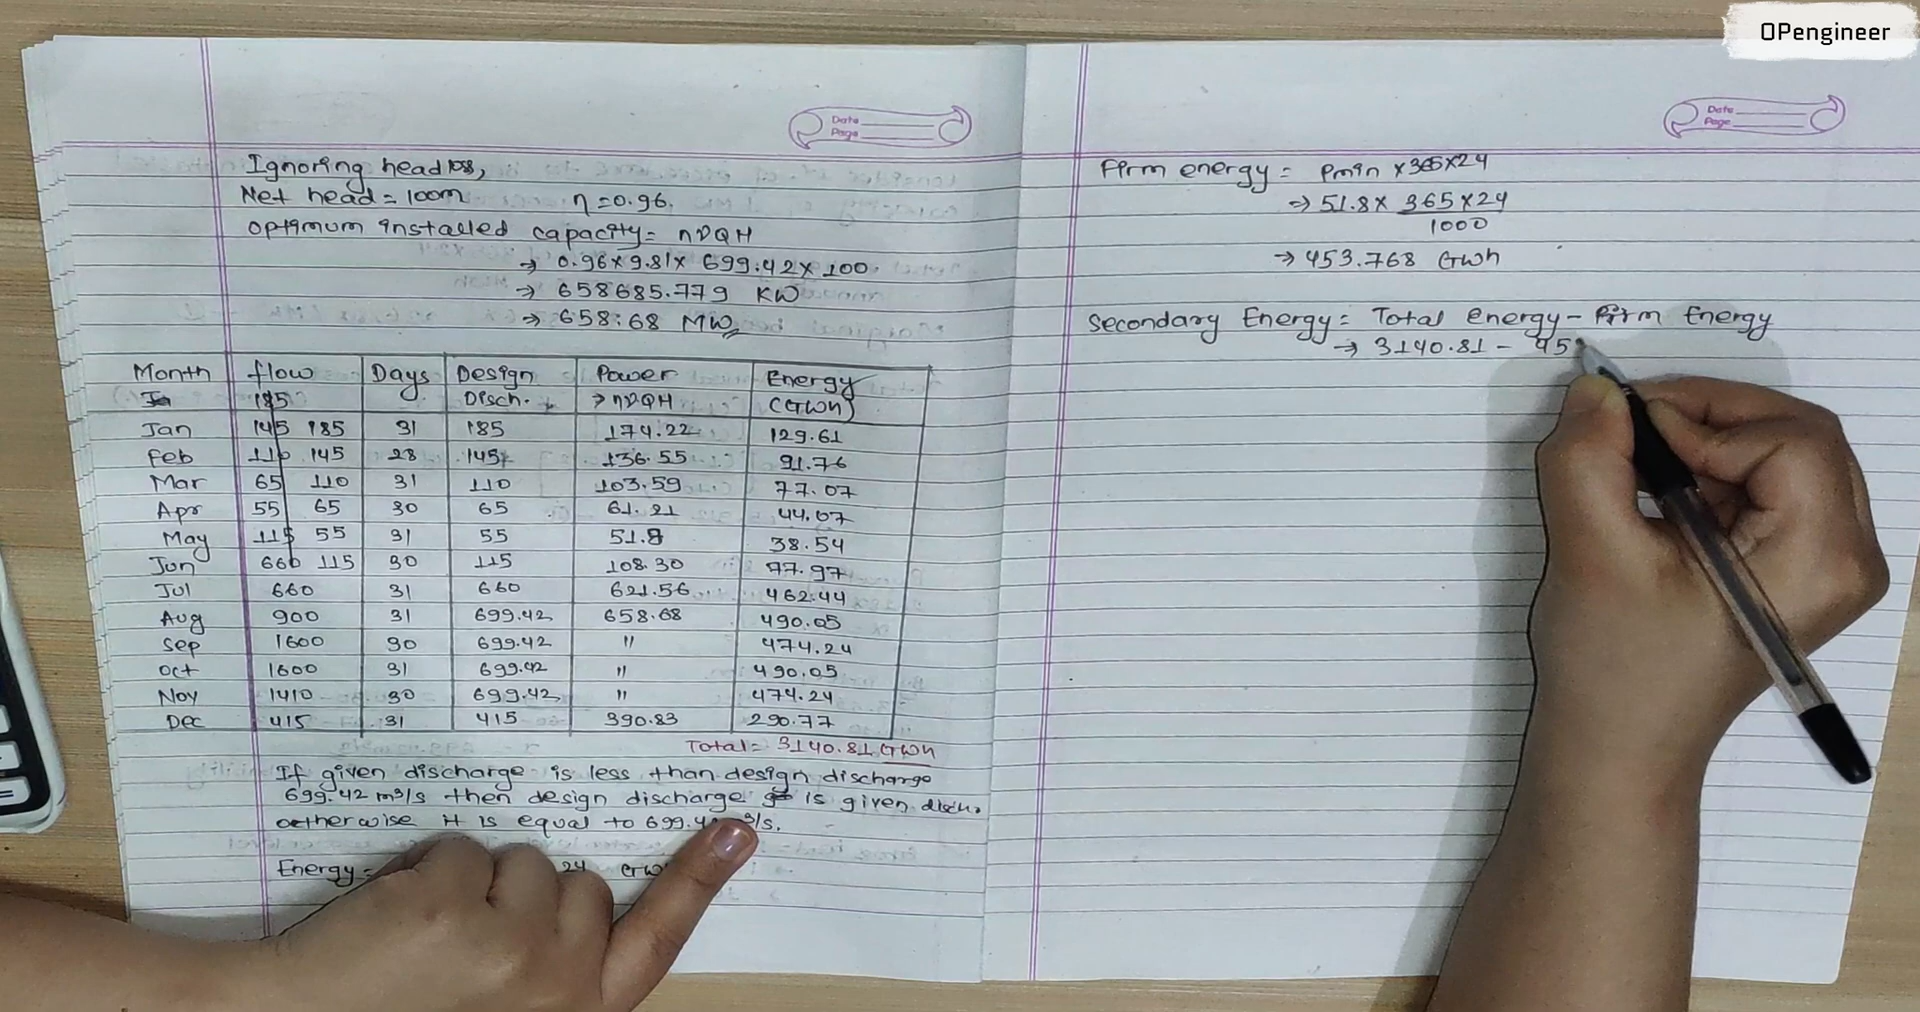 OPengineer
Date
Page
Ignoring headloss,
Net head = 100m η = 0.96.
Optimum installed capacity = ηρQH
→ 0.96×9.81× 699.42×100.
→ 658685.779 KW
→ 658.68 MW
Month flow Days Design Disch. Power → ηρQH Energy (GWh)
Jan 185 31 185 174.22 129.61
Feb 145 28 145 136.55 91.76
Mar 110 31 110 103.59 77.07
Apr 65 30 65 61.21 44.07
May 55 31 55 51.8 38.54
Jun 115 30 115 108.30 77.97
Jul 660 31 660 621.56 462.44
Aug 900 31 699.42 658.68 490.05
Sep 1600 30 699.42 " 474.24
Oct 1600 31 699.42 " 490.05
Nov 1410 30 699.42 " 474.24
Dec 415 31 415 390.83 290.77
Total = 3140.81 GWh
If given discharge is less than design discharge
699.42 m³/s then design discharge is given disch.
otherwise it is equal to
Energy = 24
Date
Page
Firm energy = Pmin ×365×24
→ 51.8× 365×24
1000
→ 453.768 GWh
Secondary Energy = Total energy - Firm Energy
→ 3140.81 - 45